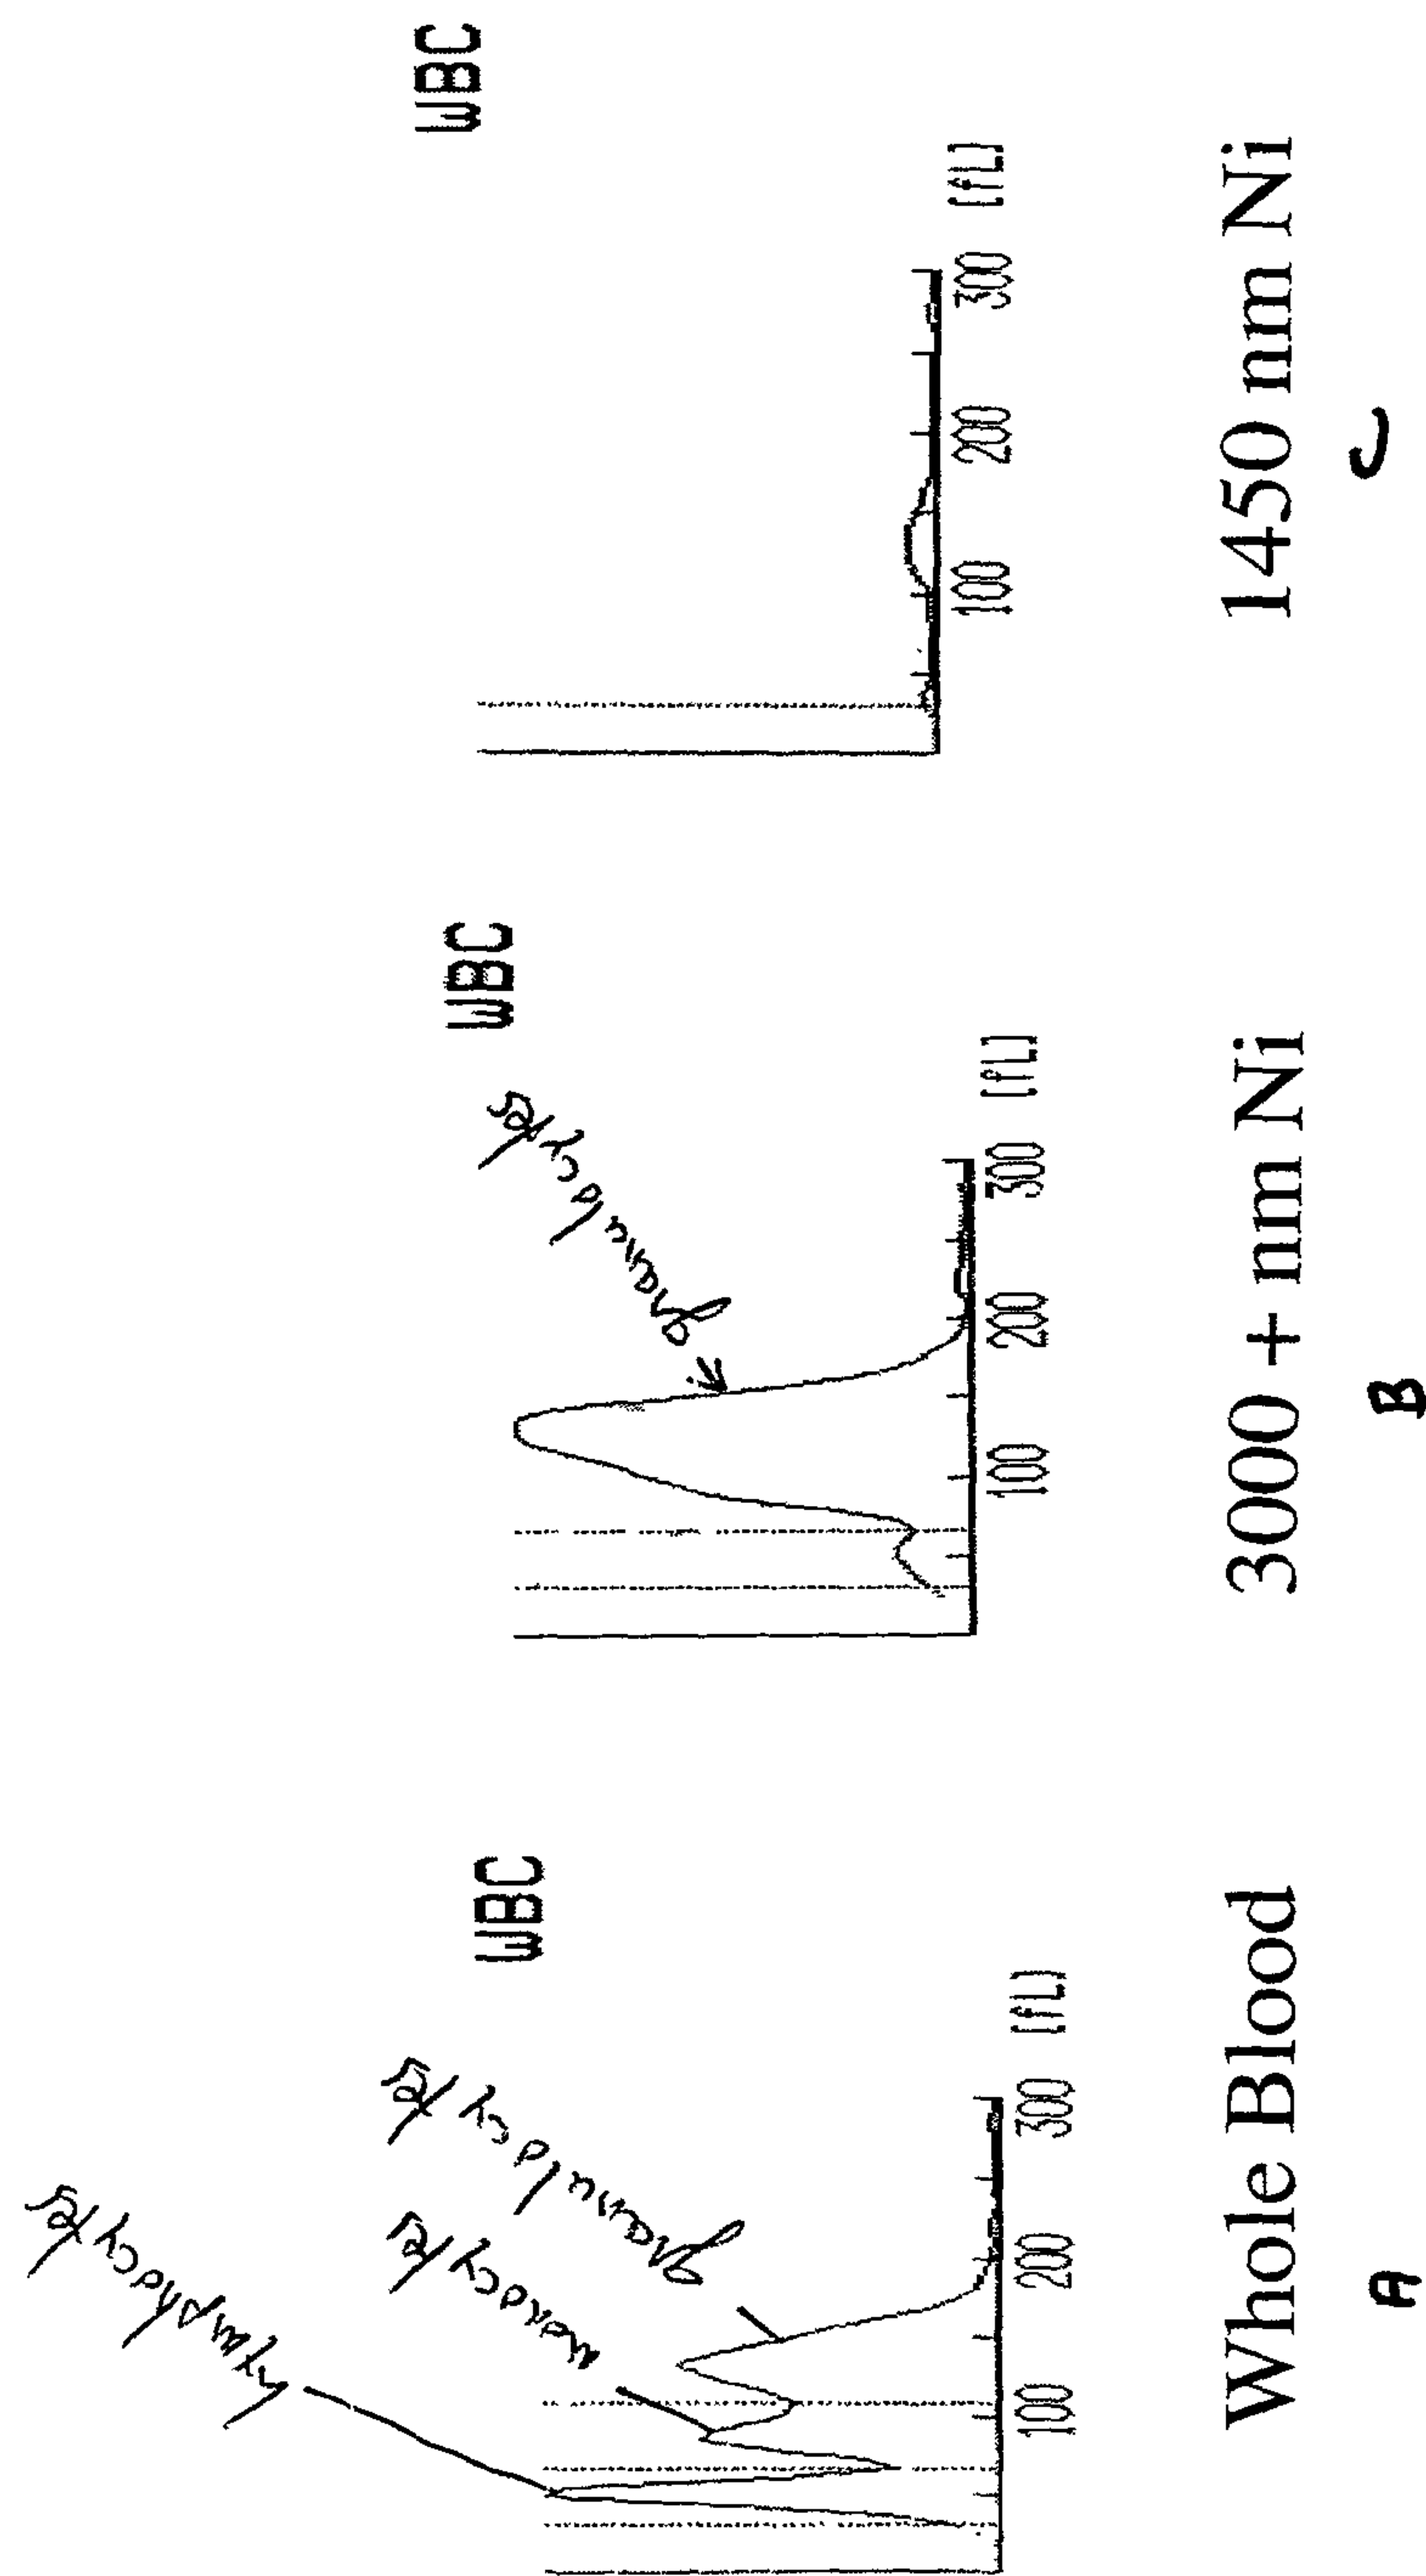 lymphocytes
monocytes
granulocytes
WBC
100 200 300 [fL]
Whole Blood
A
granulocytes
WBC
100 200 300 [fL]
3000 + nm Ni
B
WBC
100 200 300 [fL]
1450 nm Ni
C